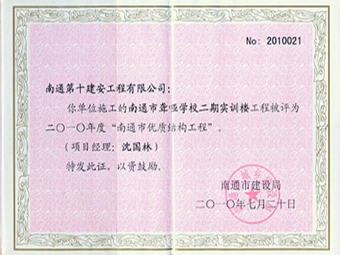 No: 2010021
南通第十建安工程有限公司：
你单位施工的南通市聋哑学校二期实训楼工程被评为
二〇一〇年度“南通市优质结构工程”。
（项目经理：沈国林）
特发此证，以资鼓励。
南通市建设局
二〇一〇年七月二十日